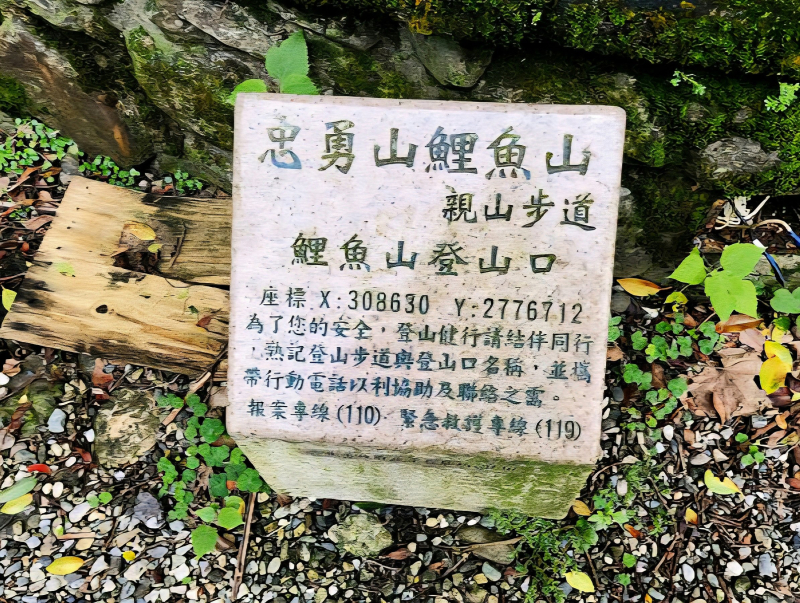 忠勇山鯉魚山
親山步道
鯉魚山登山口
座標 X:308630 Y:2776712
為了您的安全,登山健行請結伴同行
,熟記登山步道與登山口名稱,並攜
帶行動電話以利協助及聯絡之需。
報案專線(110) 緊急救護專線(119)